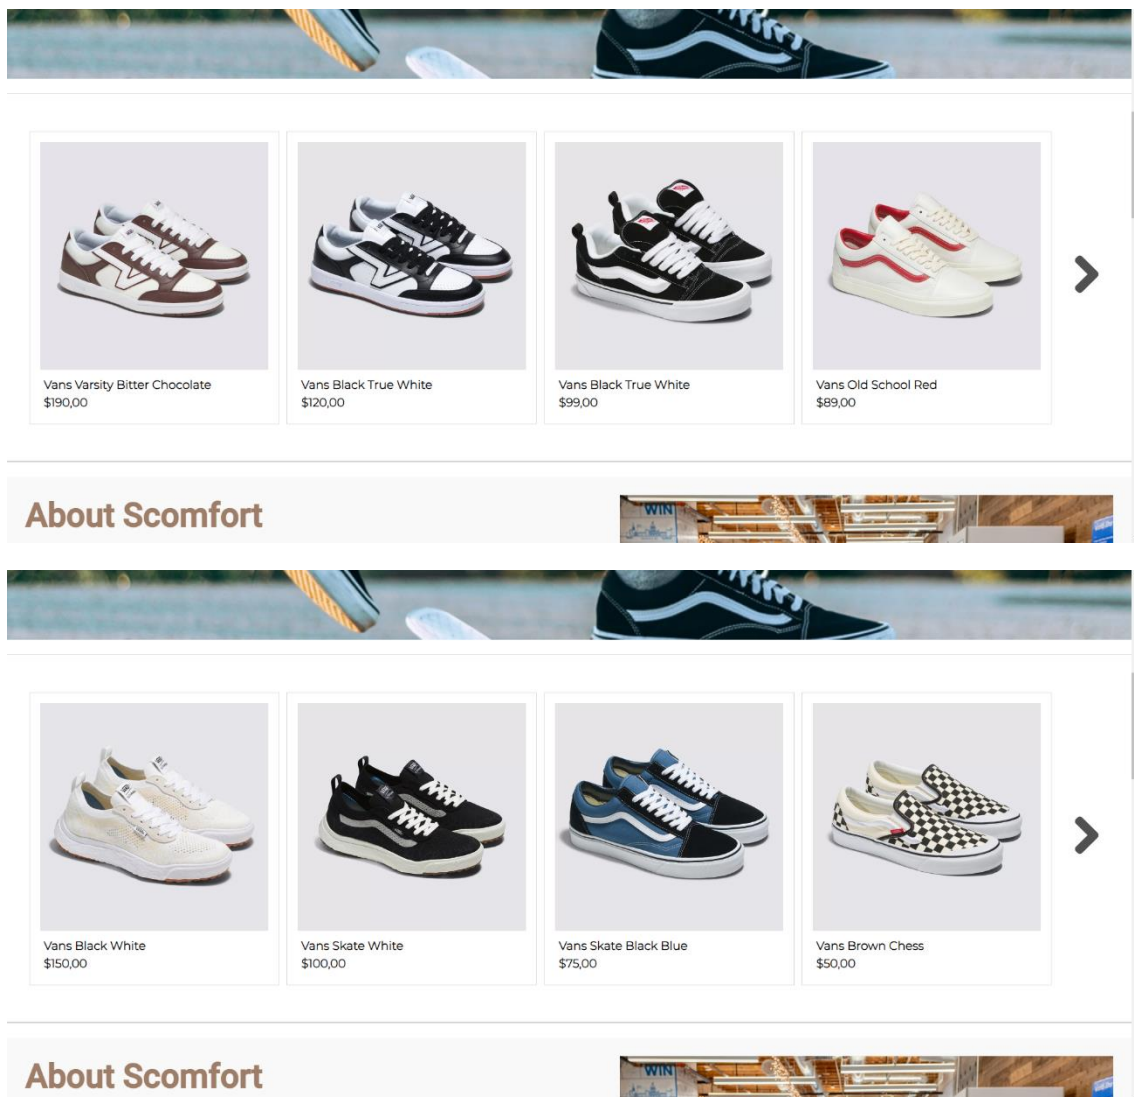 Vans Varsity Bitter Chocolate
$190,00
Vans Black True White
$120,00
Vans Black True White
$99,00
Vans Old School Red
$89,00
About Scomfort
WIN
Vans Black White
$150,00
Vans Skate White
$100,00
Vans Skate Black Blue
$75,00
Vans Brown Chess
$50,00
About Scomfort
WIN